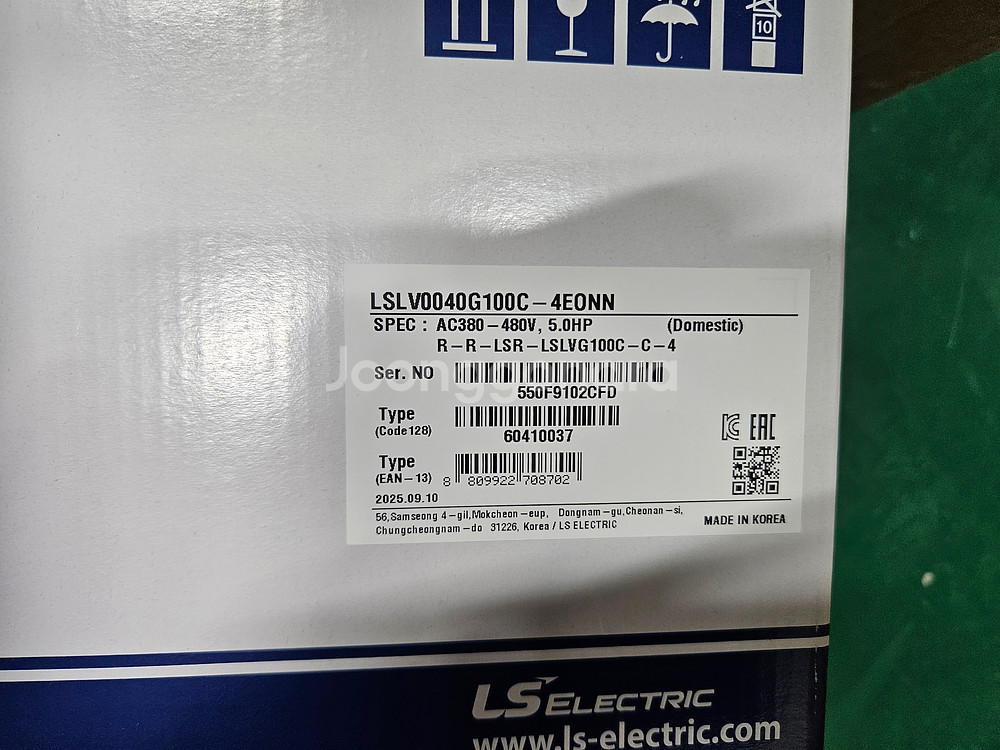 10
LSLV0040G100C-4EONN
SPEC : AC380-480V, 5.0HP (Domestic)
R-R-LSR-LSLVG100C-C-4
Ser. NO
550F9102CFD
Type
(Code128)
60410037
Type
(EAN-13)
8 809922 708702
2025.09.10
56,Samseong 4-gil,Mokcheon-eup, Dongnam-gu,Cheonan-si,
Chungcheongnam-do 31226, Korea / LS ELECTRIC
MADE IN KOREA
EAC
LS ELECTRIC
www.ls-electric.com